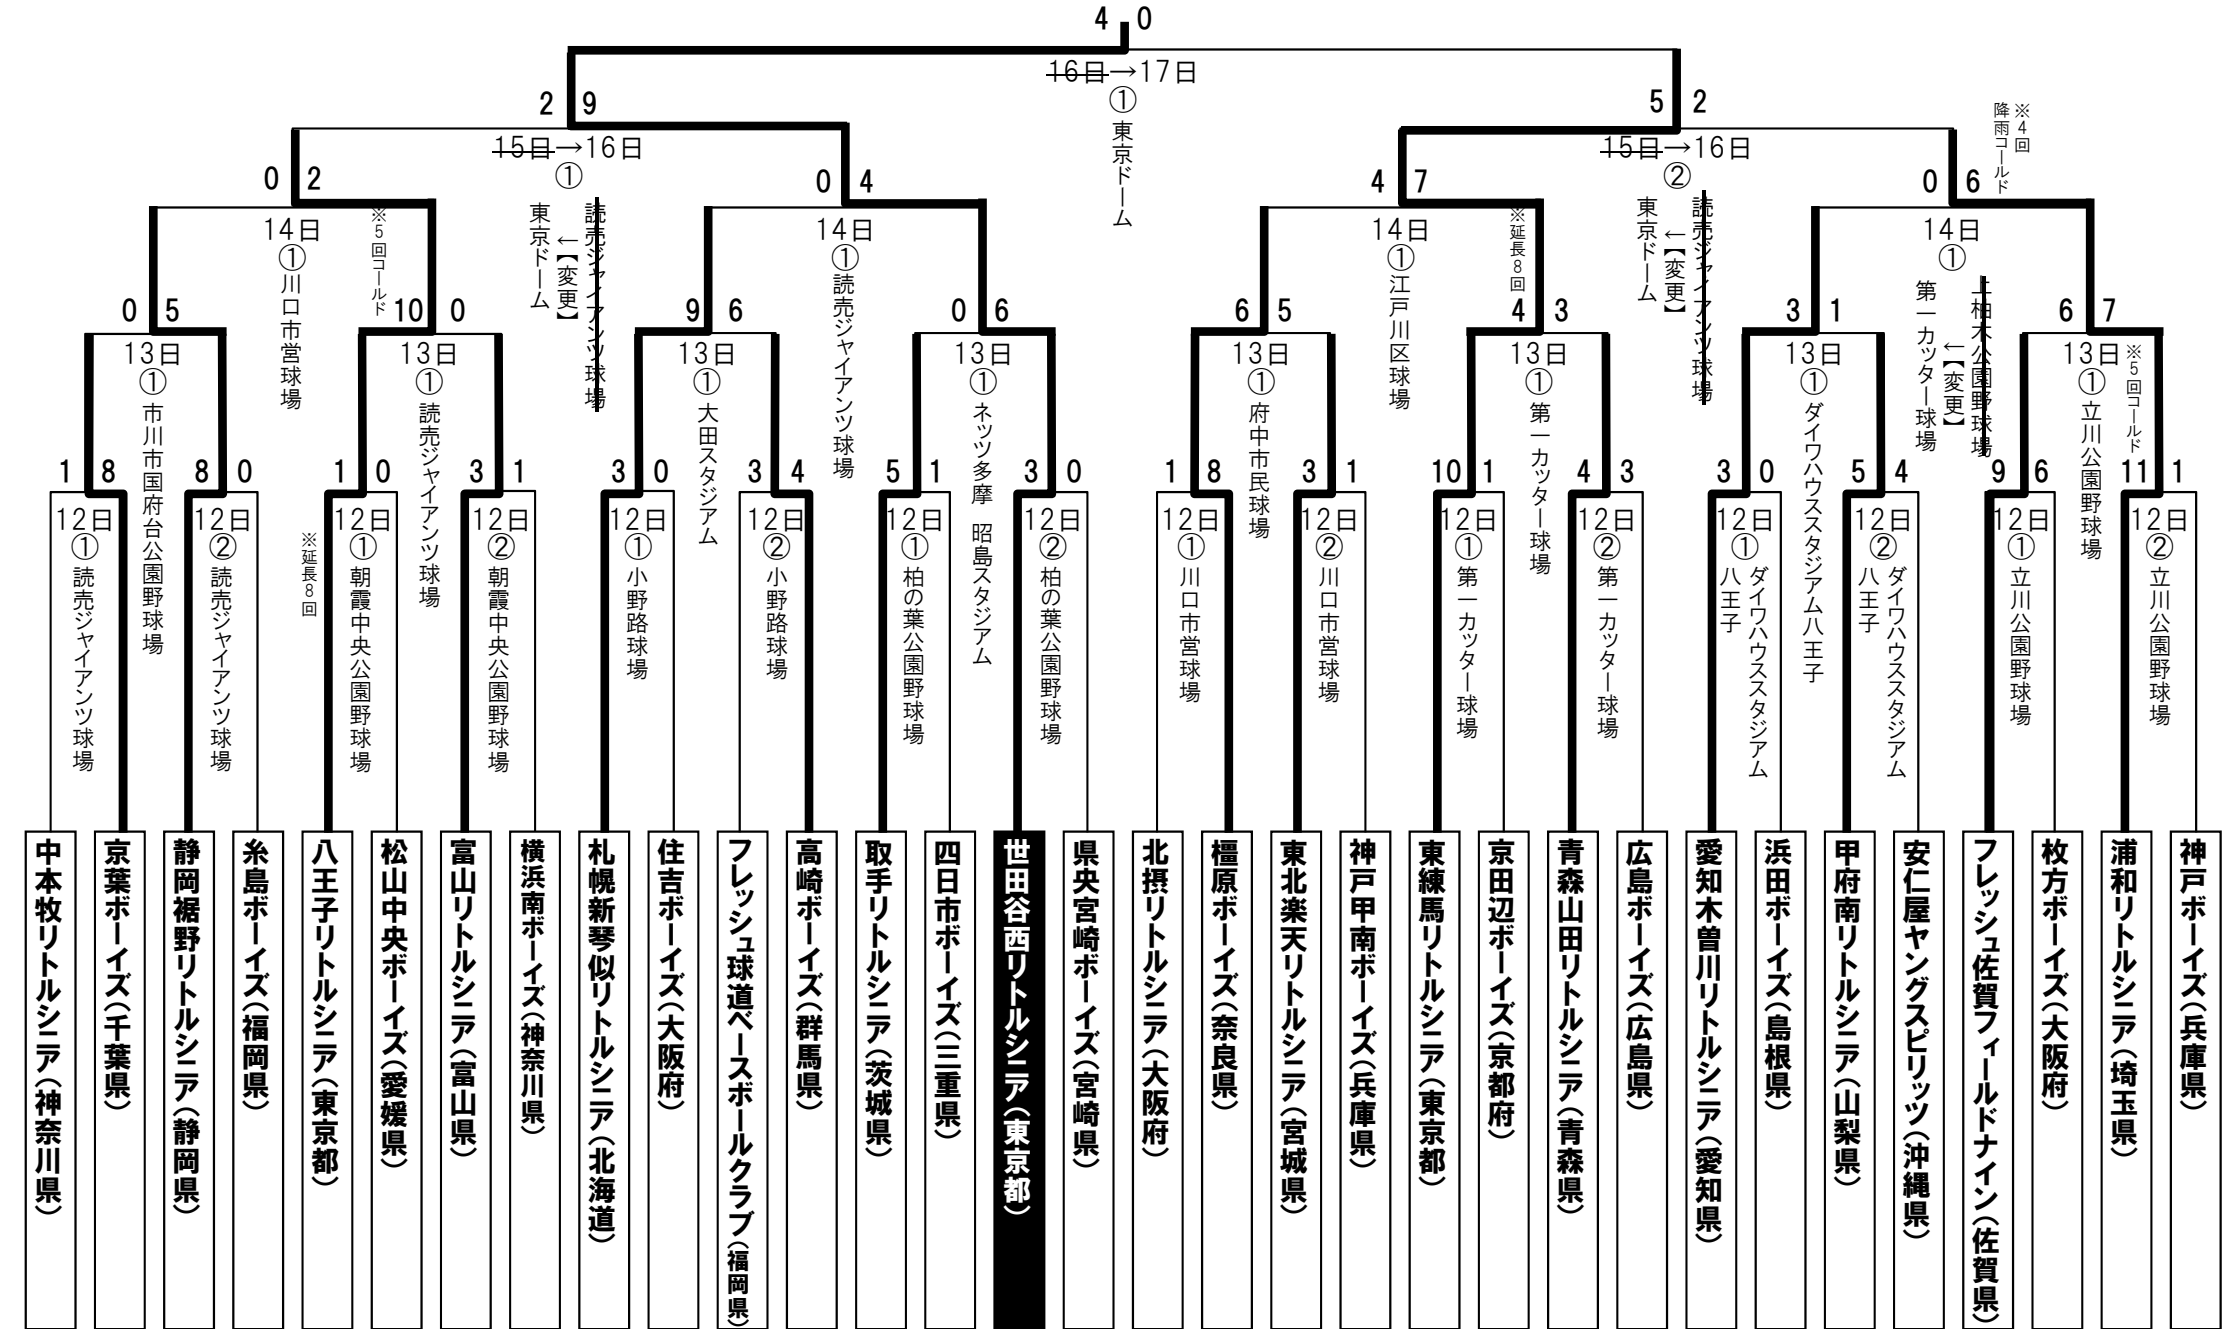 4 0
16日→17日
①
東京ドーム
2 9
15日→16日
①
読売ジャイアンツ球場
←【変更】
東京ドーム
5 2
15日→16日
②
読売ジャイアンツ球場
←【変更】
東京ドーム
0 2
14日
①
川口市営球場
0 4
14日
①
読売ジャイアンツ球場
4 7
※延長8回
14日
①
江戸川区球場
0 6
※4回
降雨コールド
14日
①
上柚木公園野球場
←【変更】
第一カッター球場
0 5
13日
①
市川市国府台公園野球場
10 0
※5回コールド
13日
①
読売ジャイアンツ球場
9 6
13日
①
大田スタジアム
0 6
13日
①
ネッツ多摩 昭島スタジアム
6 5
13日
①
府中市民球場
4 3
13日
①
第一カッター球場
3 1
13日
①
ダイワハウススタジアム八王子
6 7
13日
①
※5回コールド
立川公園野球場
1 8
12日
①
読売ジャイアンツ球場
8 0
12日
②
読売ジャイアンツ球場
1 0
※延長8回
12日
①
朝霞中央公園野球場
3 1
12日
②
朝霞中央公園野球場
3 0
12日
①
小野路球場
3 4
12日
②
小野路球場
5 1
12日
①
柏の葉公園野球場
3 0
12日
②
柏の葉公園野球場
1 8
12日
①
川口市営球場
3 1
12日
②
川口市営球場
10 1
12日
①
第一カッター球場
4 3
12日
②
第一カッター球場
3 0
12日
①
ダイワハウススタジアム
八王子
5 4
12日
②
ダイワハウススタジアム
八王子
9 6
12日
①
立川公園野球場
11 1
12日
②
立川公園野球場
中本牧リトルシニア(神奈川県)
京葉ボーイズ(千葉県)
静岡裾野リトルシニア(静岡県)
糸島ボーイズ(福岡県)
八王子リトルシニア(東京都)
松山中央ボーイズ(愛媛県)
富山リトルシニア(富山県)
横浜南ボーイズ(神奈川県)
札幌新琴似リトルシニア(北海道)
住吉ボーイズ(大阪府)
フレッシュ球道ベースボールクラブ(福岡県)
高崎ボーイズ(群馬県)
取手リトルシニア(茨城県)
四日市ボーイズ(三重県)
世田谷西リトルシニア(東京都)
県央宮崎ボーイズ(宮崎県)
北摂リトルシニア(大阪府)
橿原ボーイズ(奈良県)
東北楽天リトルシニア(宮城県)
神戸甲南ボーイズ(兵庫県)
東練馬リトルシニア(東京都)
京田辺ボーイズ(京都府)
青森山田リトルシニア(青森県)
広島ボーイズ(広島県)
愛知木曽川リトルシニア(愛知県)
浜田ボーイズ(島根県)
甲府南リトルシニア(山梨県)
安仁屋ヤングスピリッツ(沖縄県)
フレッシュ佐賀フィールドナイン(佐賀県)
枚方ボーイズ(大阪府)
浦和リトルシニア(埼玉県)
神戸ボーイズ(兵庫県)